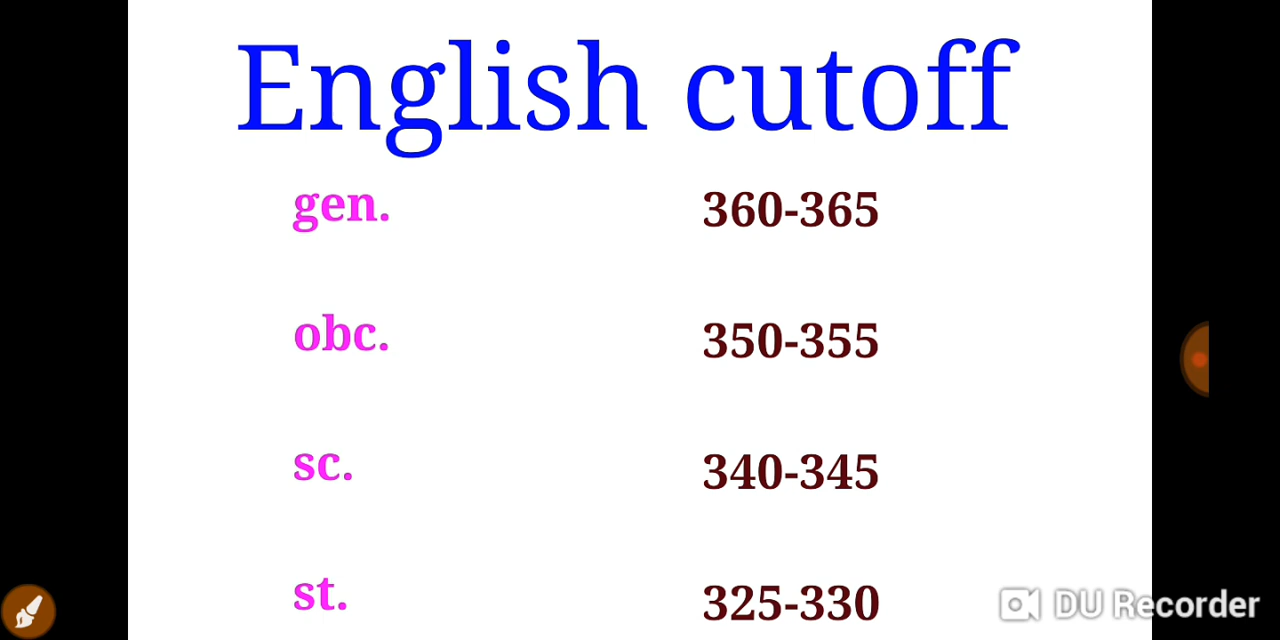 English cutoff
gen. 360-365
obc. 350-355
sc. 340-345
st. 325-330
DU Recorder